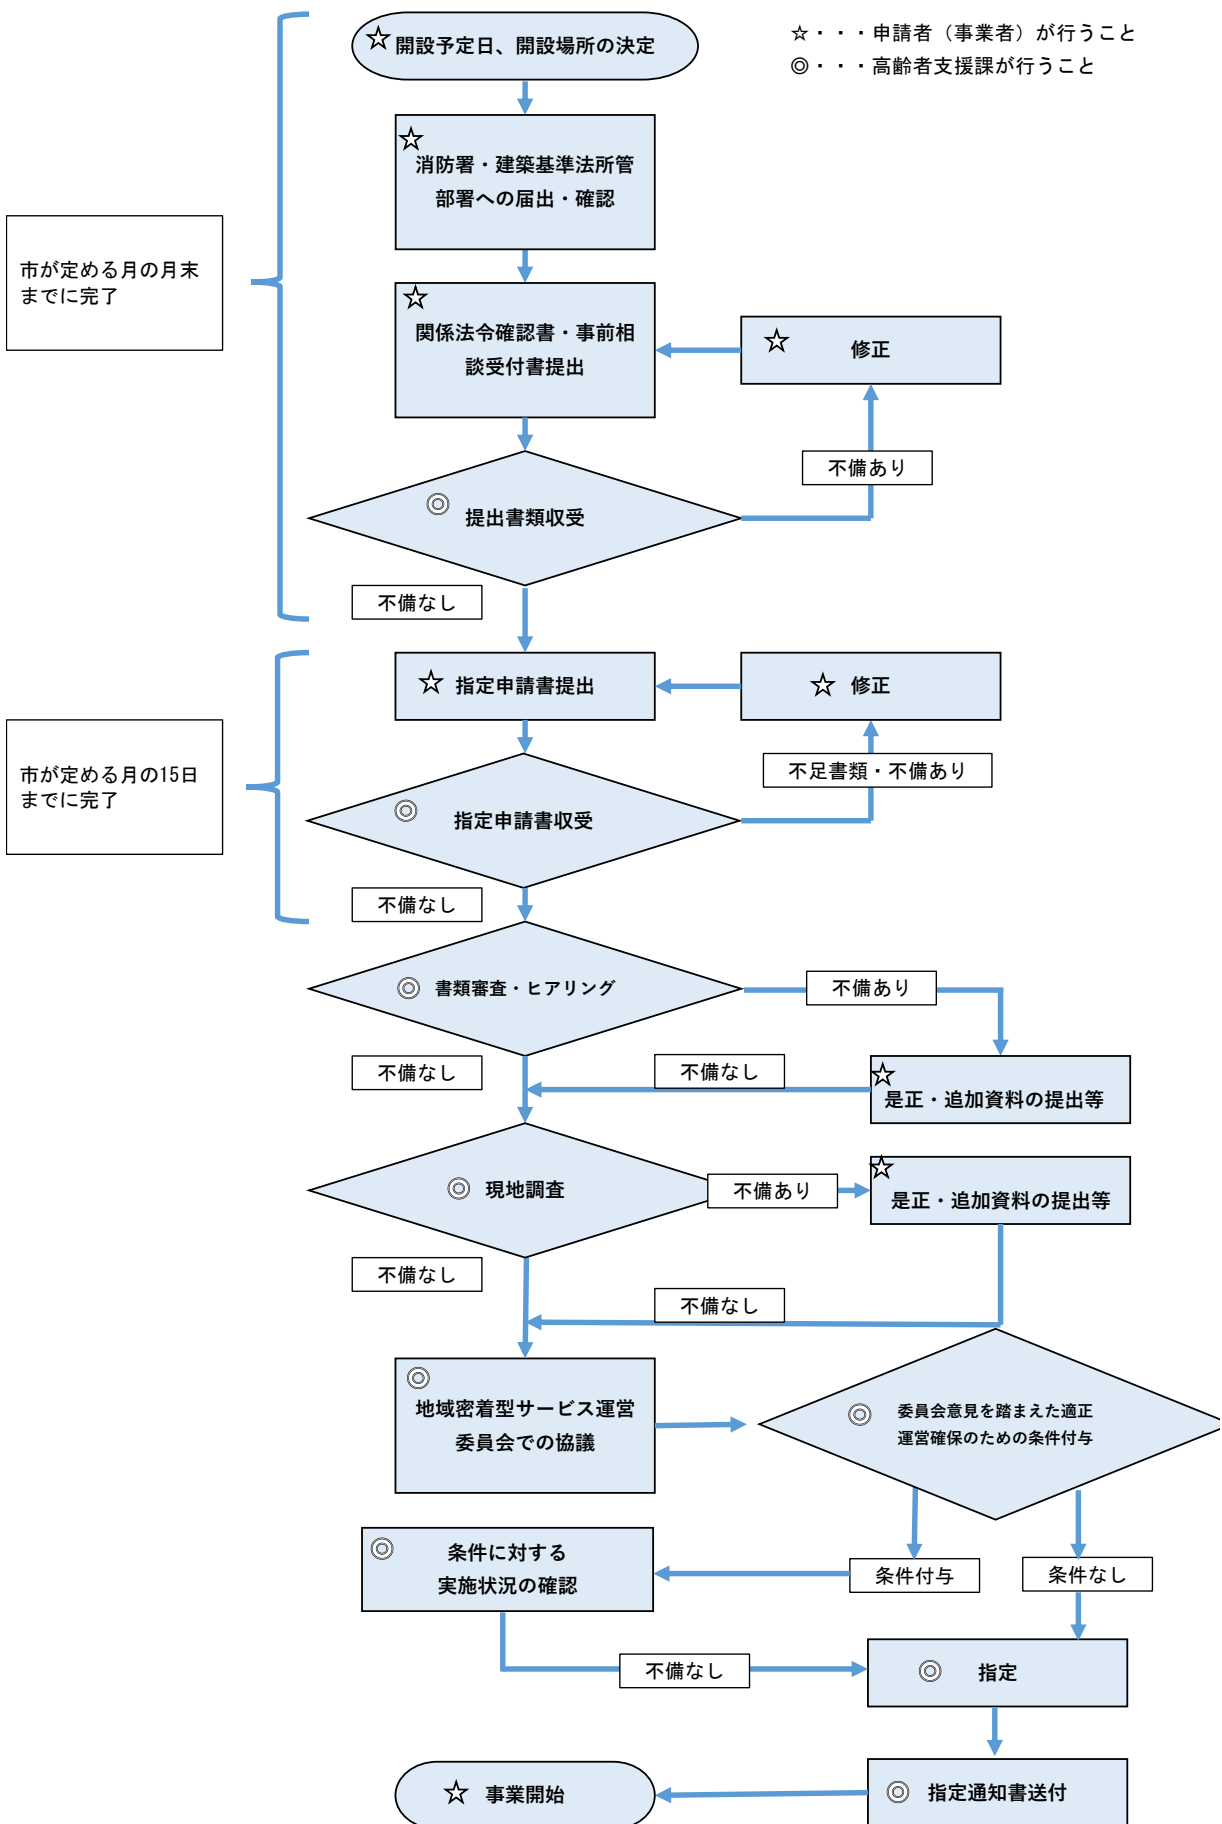 ☆・・・申請者（事業者）が行うこと
◎・・・高齢者支援課が行うこと
☆ 開設予定日、開設場所の決定
☆
消防署・建築基準法所管
部署への届出・確認
市が定める月の月末
までに完了
☆
関係法令確認書・事前相
談受付書提出
☆ 修正
不備あり
◎ 提出書類収受
不備なし
☆ 指定申請書提出
☆ 修正
市が定める月の15日
までに完了
不足書類・不備あり
◎ 指定申請書収受
不備なし
◎ 書類審査・ヒアリング
不備あり
不備なし
不備なし
☆
是正・追加資料の提出等
◎ 現地調査
不備あり
☆
是正・追加資料の提出等
不備なし
不備なし
◎
地域密着型サービス運営
委員会での協議
◎ 委員会意見を踏まえた適正
運営確保のための条件付与
◎ 条件に対する
実施状況の確認
条件付与
条件なし
不備なし
◎ 指定
☆ 事業開始
◎ 指定通知書送付